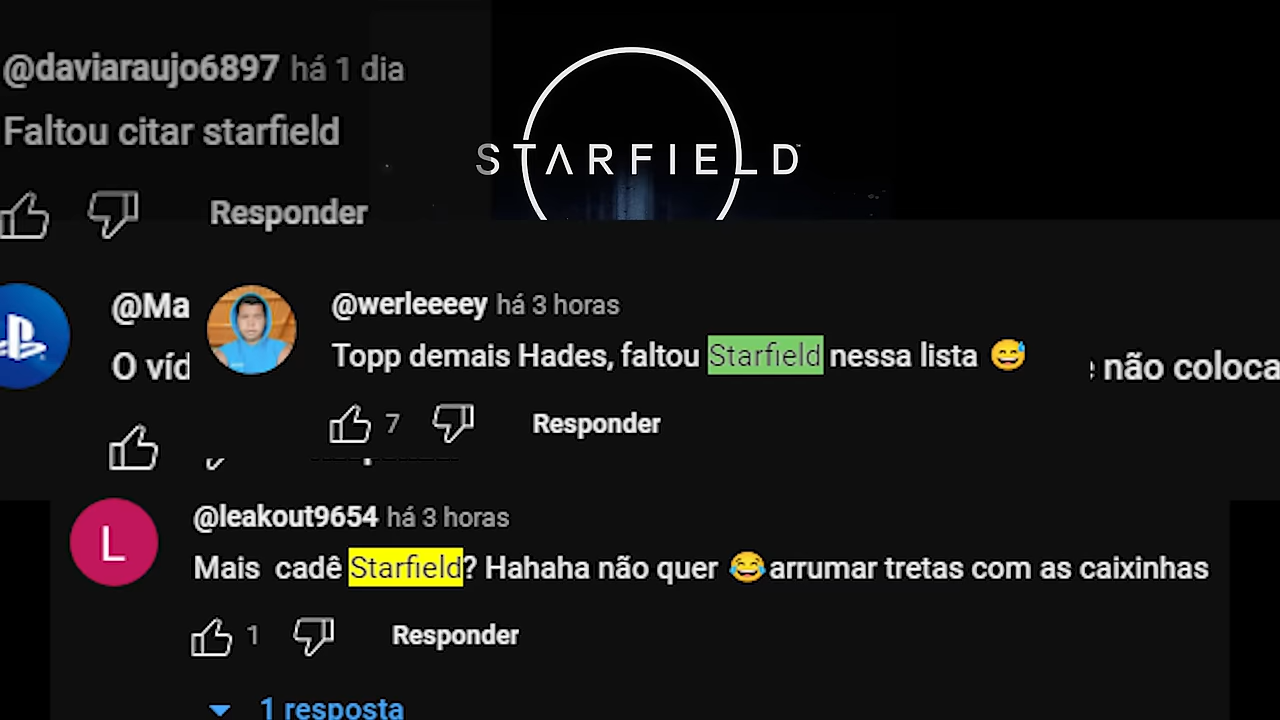 @daviaraujo6897 há 1 dia
Faltou citar starfield
Responder
STARFIELD
@Ma
O víd
não coloca
@werleeeey há 3 horas
Topp demais Hades, faltou Starfield nessa lista 😅
7 Responder
@leakout9654 há 3 horas
Mais cadê Starfield? Hahaha não quer 😂 arrumar tretas com as caixinhas
1 Responder
1 resposta
L